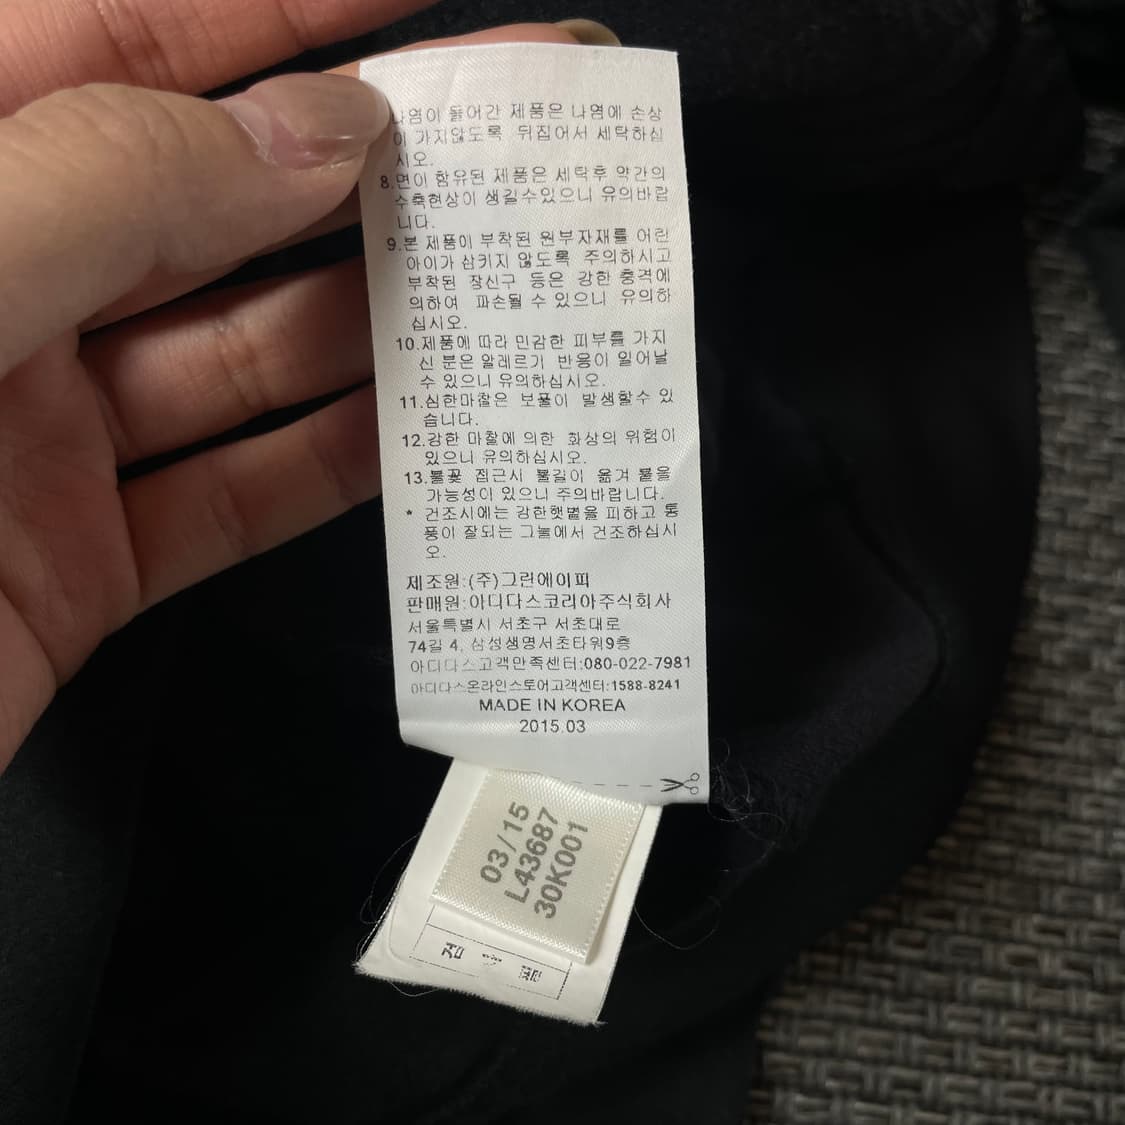 나염이 들어간 제품은 나염에 손상
이 가지않도록 뒤집어서 세탁하십
시오.
8.면이 함유된 제품은 세탁후 약간의
수축현상이 생길수있으니 유의바랍
니다.
9.본 제품이 부착된 원부자재를 어린
아이가 삼키지 않도록 주의하시고
부착된 장신구 등은 강한 충격에
의하여 파손될 수 있으니 유의하
십시오.
10.제품에 따라 민감한 피부를 가지
신 분은 알레르기 반응이 일어날
수 있으니 유의하십시오.
11.심한마찰은 보풀이 발생할수 있
습니다.
12.강한 마찰에 의한 화상의 위험이
있으니 유의하십시오.
13.불꽃 접근시 불길이 옮겨 붙을
가능성이 있으니 주의바랍니다.
* 건조시에는 강한햇볕을 피하고 통
풍이 잘되는 그늘에서 건조하십시
오.
제조원:(주)그린에이피
판매원:아디다스코리아주식회사
서울특별시 서초구 서초대로
74길 4, 삼성생명서초타워9층
아디다스고객만족센터:080-022-7981
아디다스온라인스토어고객센터:1588-8241
MADE IN KOREA
2015.03
03/15
L43687
30K001
검